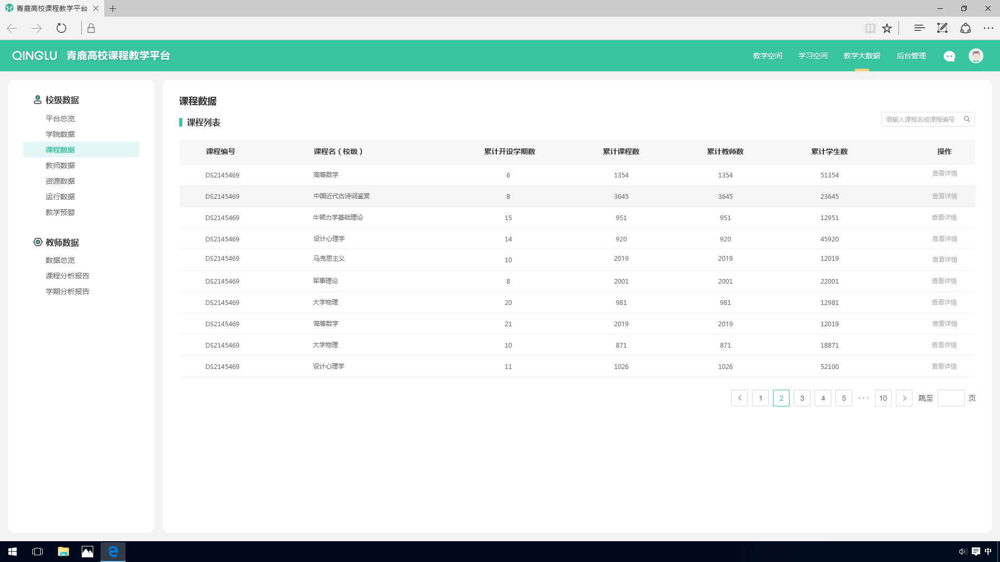 青鹿高校课程教学平台
QINGLU 青鹿高校课程教学平台
教学空间 学习空间 教学大数据 后台管理
校级数据
平台总览
学院数据
课程数据
教师数据
资源数据
运行数据
教学预警
教师数据
数据总览
课程分析报告
学期分析报告
课程数据
课程列表
请输入课程名或课程编号
课程编号 课程名（校级） 累计开设学期数 累计课程数 累计教师数 累计学生数 操作
DS2145469 高等数学 6 1354 1354 51354 查看详情
DS2145469 中国近代古诗词鉴赏 8 3645 3645 23645 查看详情
DS2145469 牛顿力学基础理论 15 951 951 12951 查看详情
DS2145469 设计心理学 14 920 920 45920 查看详情
DS2145469 马克思主义 10 2019 2019 12019 查看详情
DS2145469 军事理论 8 2001 2001 22001 查看详情
DS2145469 大学物理 20 981 981 12981 查看详情
DS2145469 高等数学 21 2019 2019 12019 查看详情
DS2145469 大学物理 10 871 871 18871 查看详情
DS2145469 设计心理学 11 1026 1026 52100 查看详情
1 2 3 4 5 ••• 10 跳至 页
中